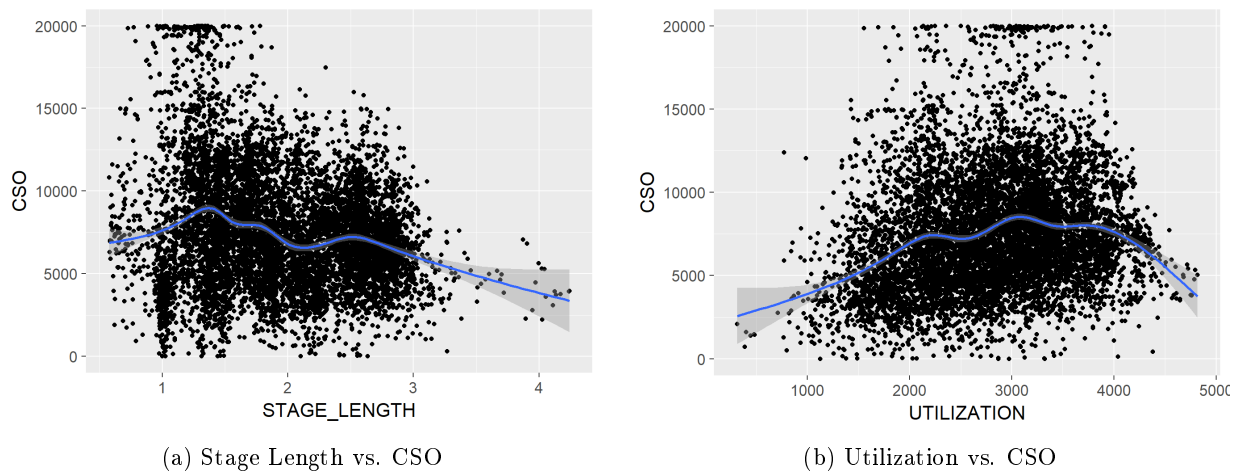 20000
15000
10000
5000
0
CSO
1 2 3 4
STAGE_LENGTH
(a) Stage Length vs. CSO
20000
15000
10000
5000
0
CSO
1000 2000 3000 4000 5000
UTILIZATION
(b) Utilization vs. CSO